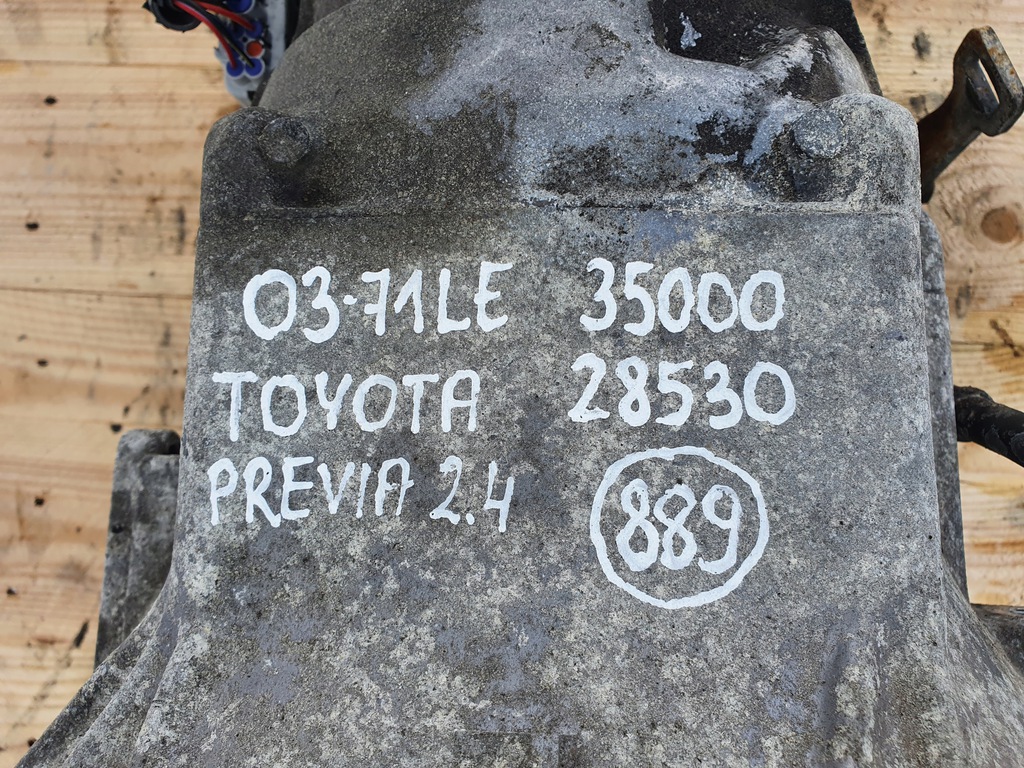 03-71LE 35000
TOYOTA 28530
PREVIA 2.4 889